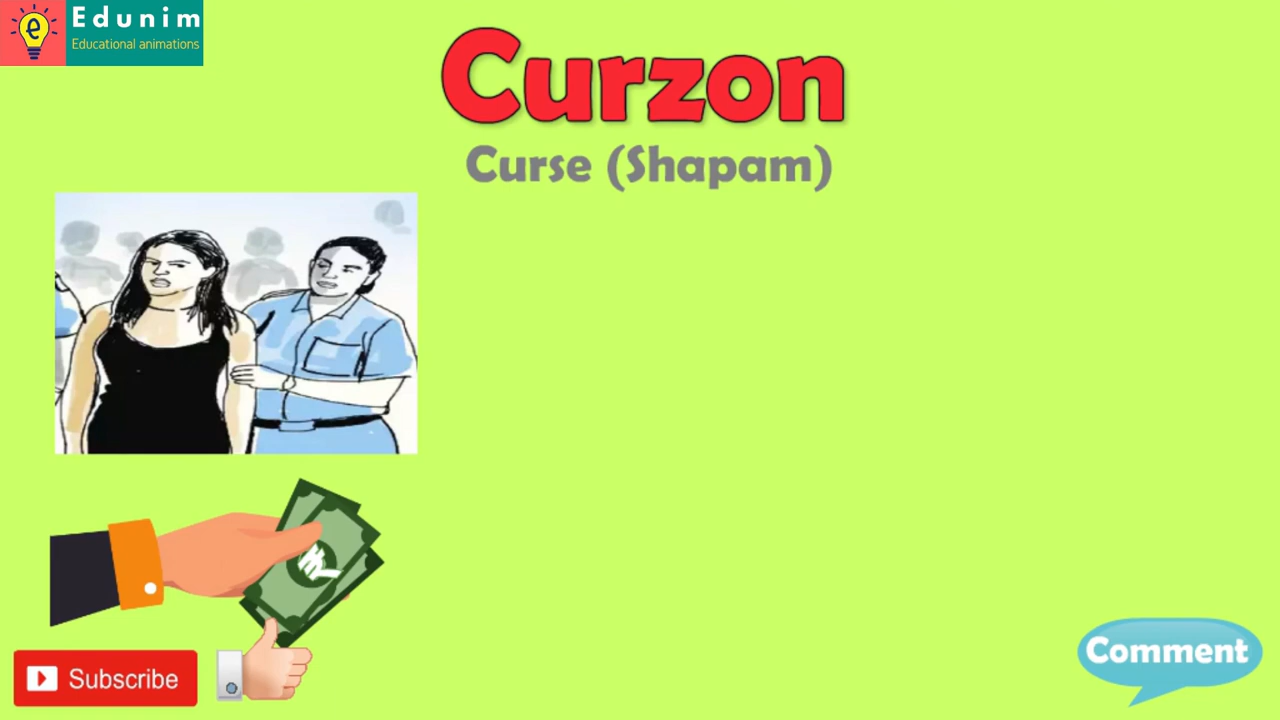 Edunim
Educational animations
Curzon
Curse (Shapam)
₹
Subscribe
Comment